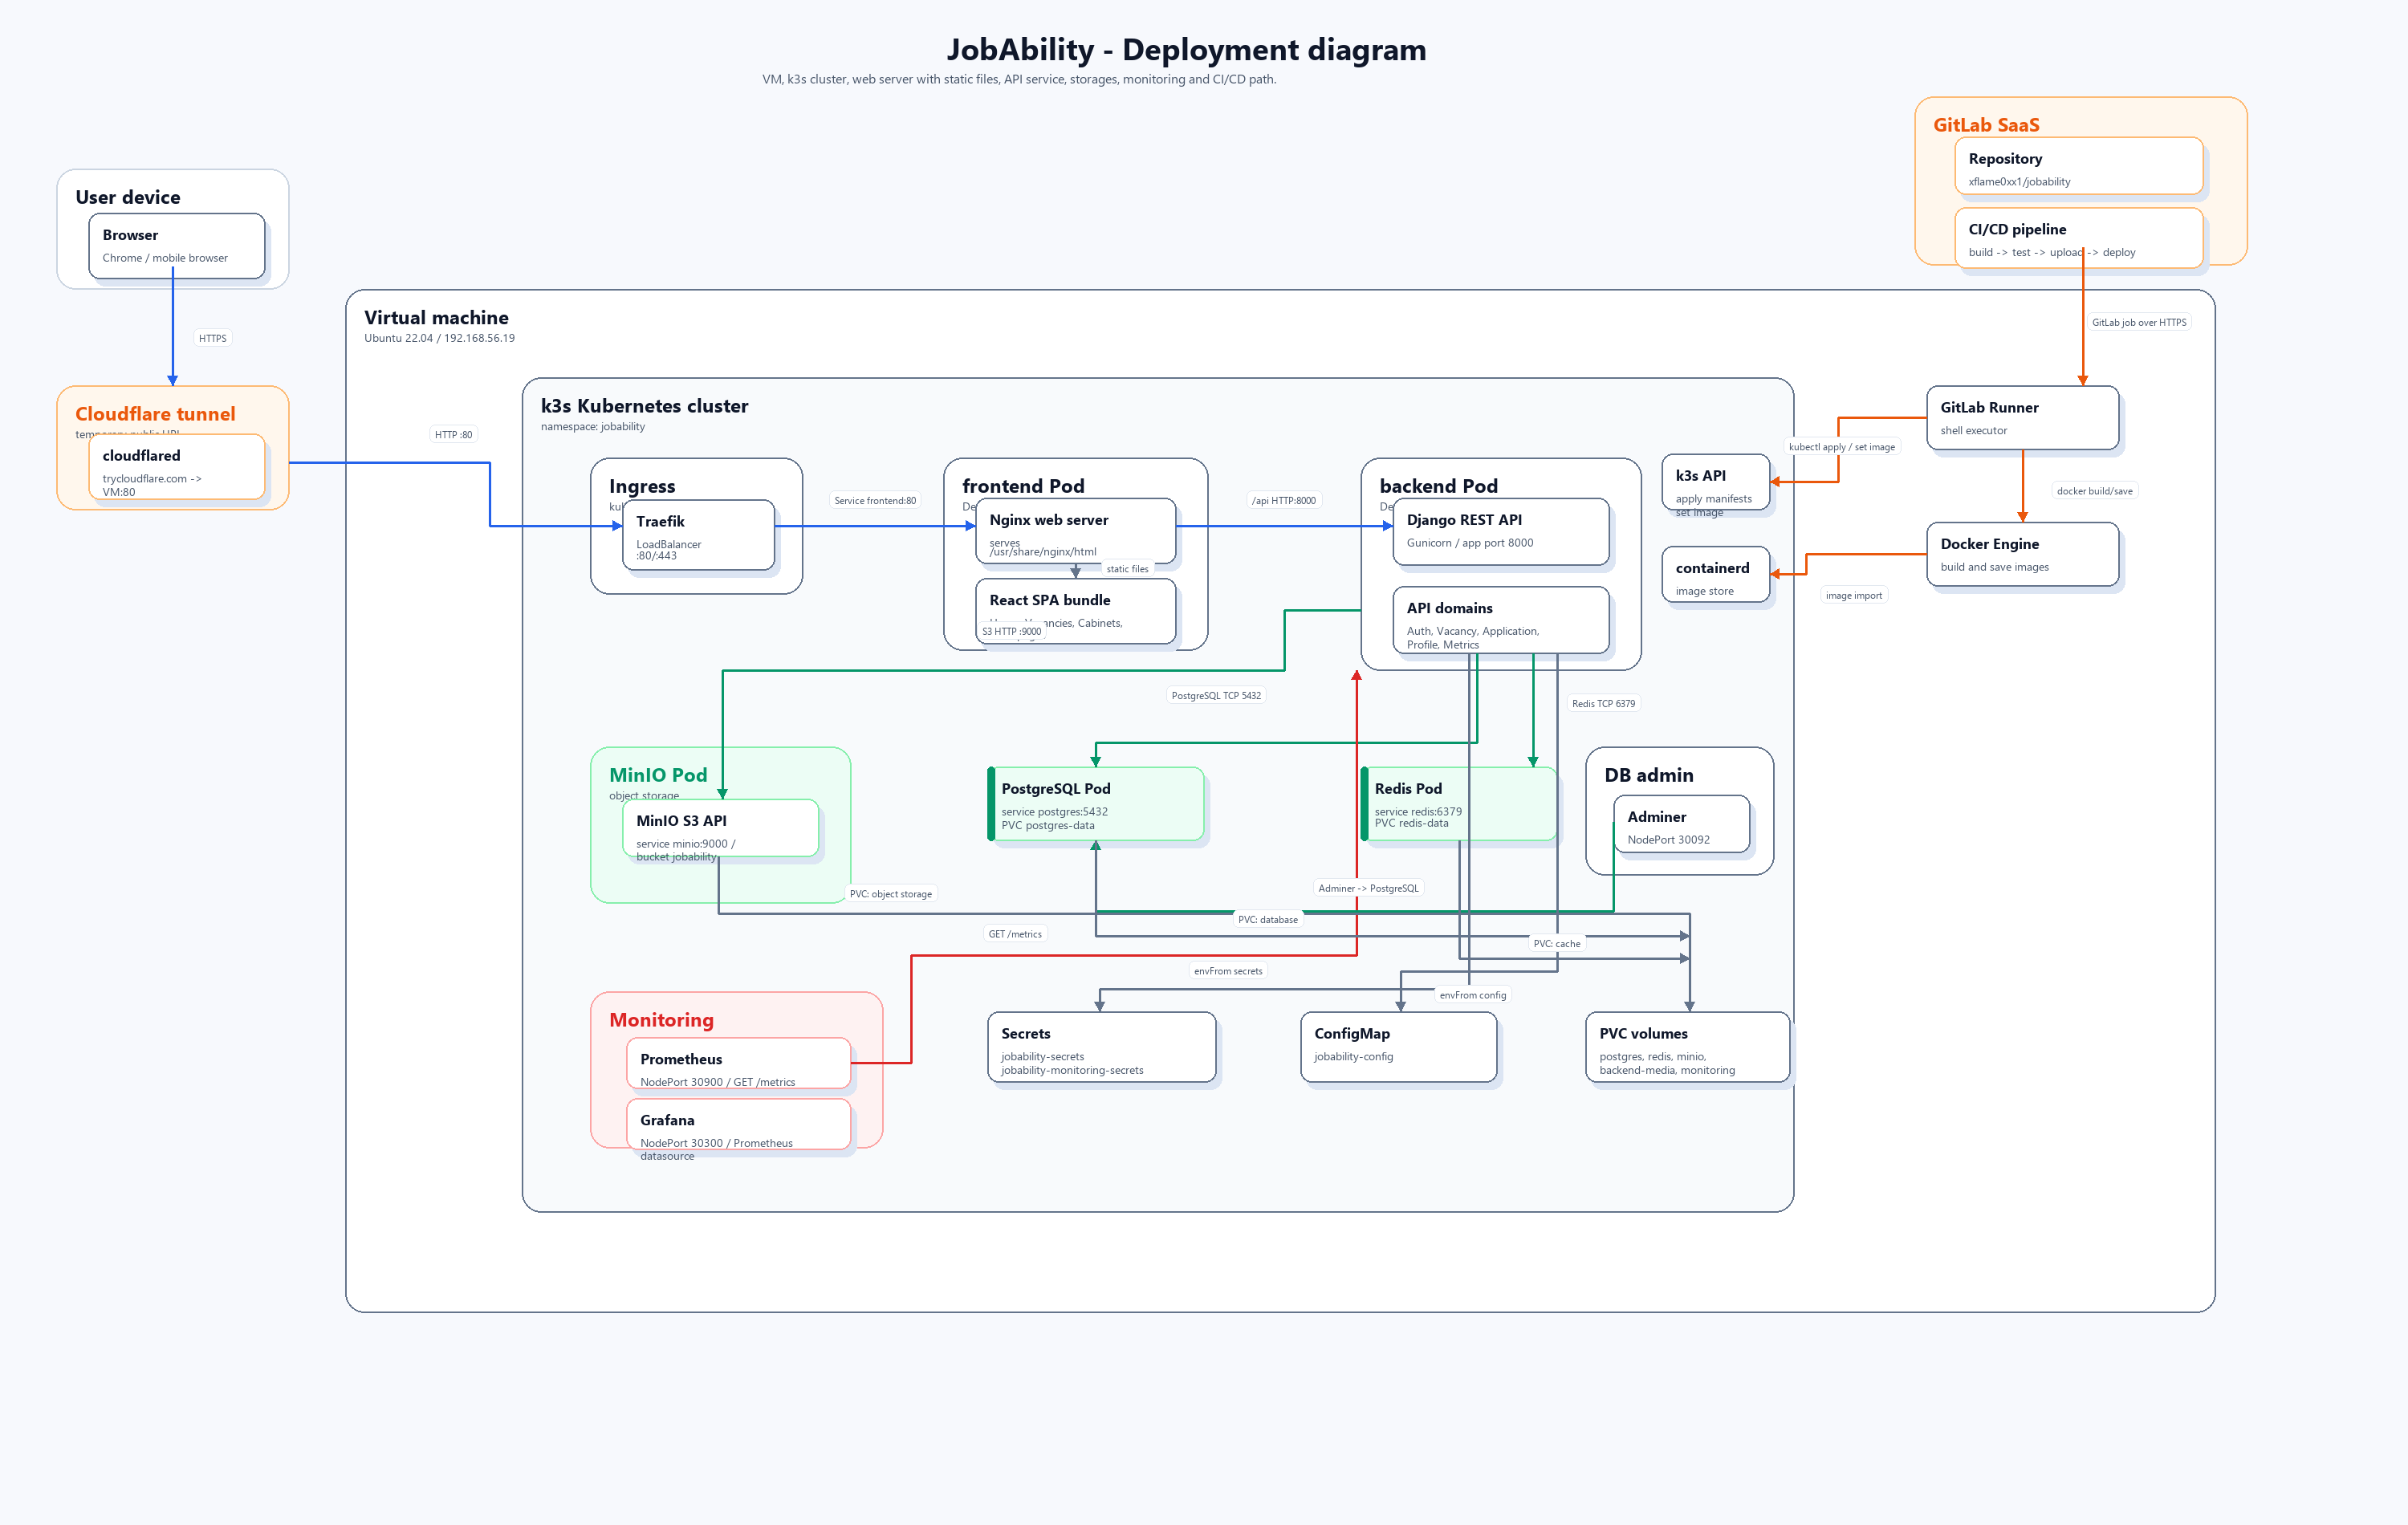 JobAbility - Deployment diagram
VM, k3s cluster, web server with static files, API service, storages, monitoring and CI/CD path.
GitLab SaaS
Repository
xflame0xx1/jobability
CI/CD pipeline
build -> test -> upload -> deploy
User device
Browser
Chrome / mobile browser
HTTPS
GitLab job over HTTPS
Virtual machine
Ubuntu 22.04 / 192.168.56.19
Cloudflare tunnel
temporary public URL
cloudflared
trycloudflare.com ->
VM:80
HTTP :80
k3s Kubernetes cluster
namespace: jobability
Ingress
Traefik
LoadBalancer
:80/:443
Service frontend:80
frontend Pod
Nginx web server
serves
/usr/share/nginx/html
static files
React SPA bundle
Cabinets,
S3 HTTP :9000
/api HTTP:8000
backend Pod
Django REST API
Gunicorn / app port 8000
API domains
Auth, Vacancy, Application,
Profile, Metrics
k3s API
apply manifests
set image
containerd
image store
kubectl apply / set image
image import
GitLab Runner
shell executor
docker build/save
Docker Engine
build and save images
PostgreSQL TCP 5432
Redis TCP 6379
MinIO Pod
object storage
MinIO S3 API
service minio:9000 /
bucket jobability
PostgreSQL Pod
service postgres:5432
PVC postgres-data
Redis Pod
service redis:6379
PVC redis-data
DB admin
Adminer
NodePort 30092
PVC: object storage
Adminer -> PostgreSQL
PVC: database
GET /metrics
PVC: cache
envFrom secrets
envFrom config
Monitoring
Prometheus
NodePort 30900 / GET /metrics
Grafana
NodePort 30300 / Prometheus
datasource
Secrets
jobability-secrets
jobability-monitoring-secrets
ConfigMap
jobability-config
PVC volumes
postgres, redis, minio,
backend-media, monitoring